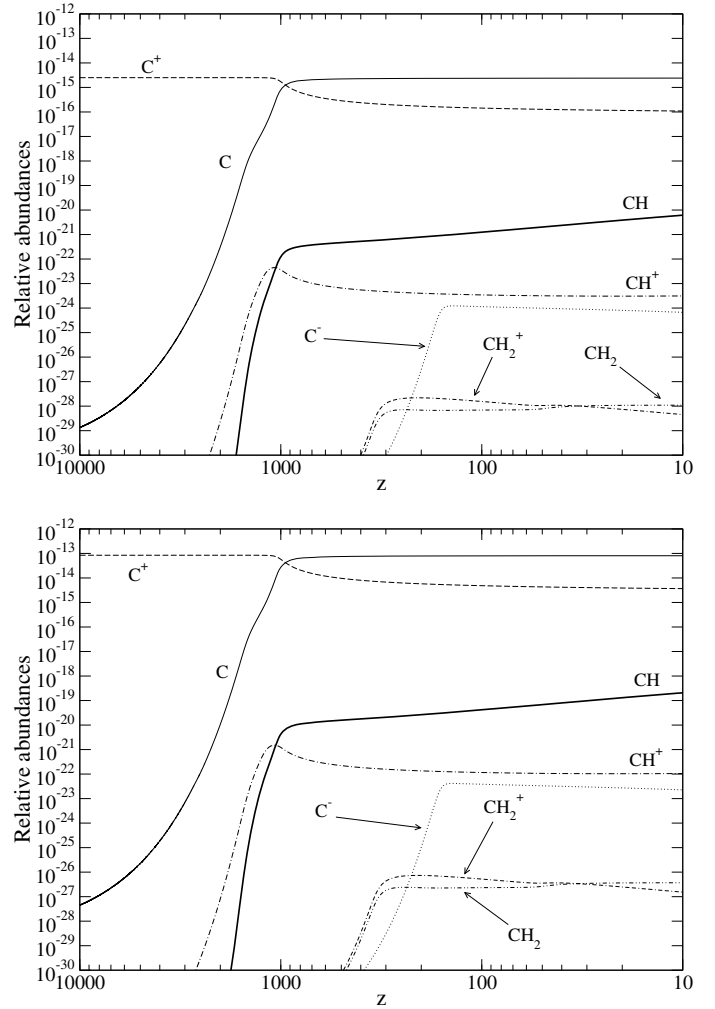 10⁻¹²
10⁻¹³
10⁻¹⁴
10⁻¹⁵
10⁻¹⁶
10⁻¹⁷
10⁻¹⁸
10⁻¹⁹
10⁻²⁰
10⁻²¹
10⁻²²
10⁻²³
10⁻²⁴
10⁻²⁵
10⁻²⁶
10⁻²⁷
10⁻²⁸
10⁻²⁹
10⁻³⁰
Relative abundances
C⁺
C
CH
CH⁺
C⁻
CH₂⁺
CH₂
10000 1000 100 10
z
10⁻¹²
10⁻¹³
10⁻¹⁴
10⁻¹⁵
10⁻¹⁶
10⁻¹⁷
10⁻¹⁸
10⁻¹⁹
10⁻²⁰
10⁻²¹
10⁻²²
10⁻²³
10⁻²⁴
10⁻²⁵
10⁻²⁶
10⁻²⁷
10⁻²⁸
10⁻²⁹
10⁻³⁰
Relative abundances
C⁺
C
CH
CH⁺
C⁻
CH₂⁺
CH₂
10000 1000 100 10
z